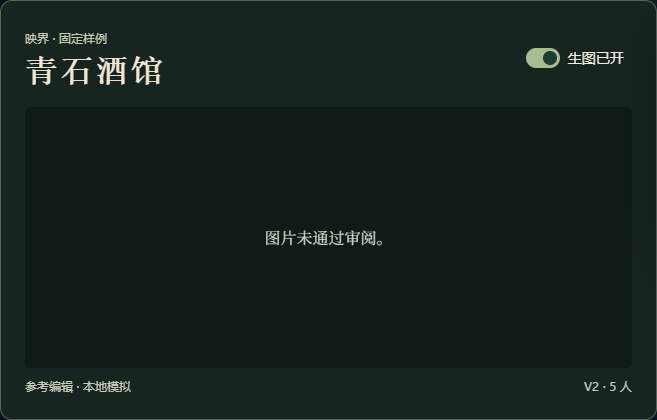 映界 · 固定样例
青石酒馆
生图已开
图片未通过审阅。
参考编辑 · 本地模拟
V2 · 5 人